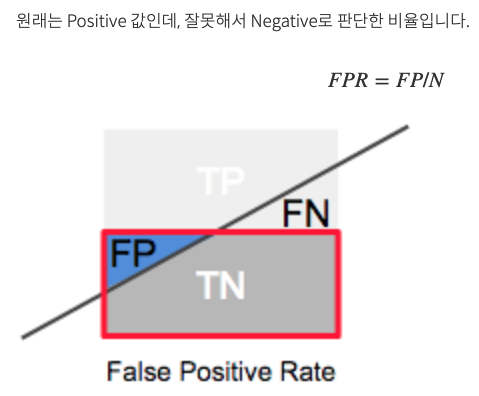 원래는 Positive 값인데, 잘못해서 Negative로 판단한 비율입니다.
FPR = FP/N
TP
FN
FP
TN
False Positive Rate